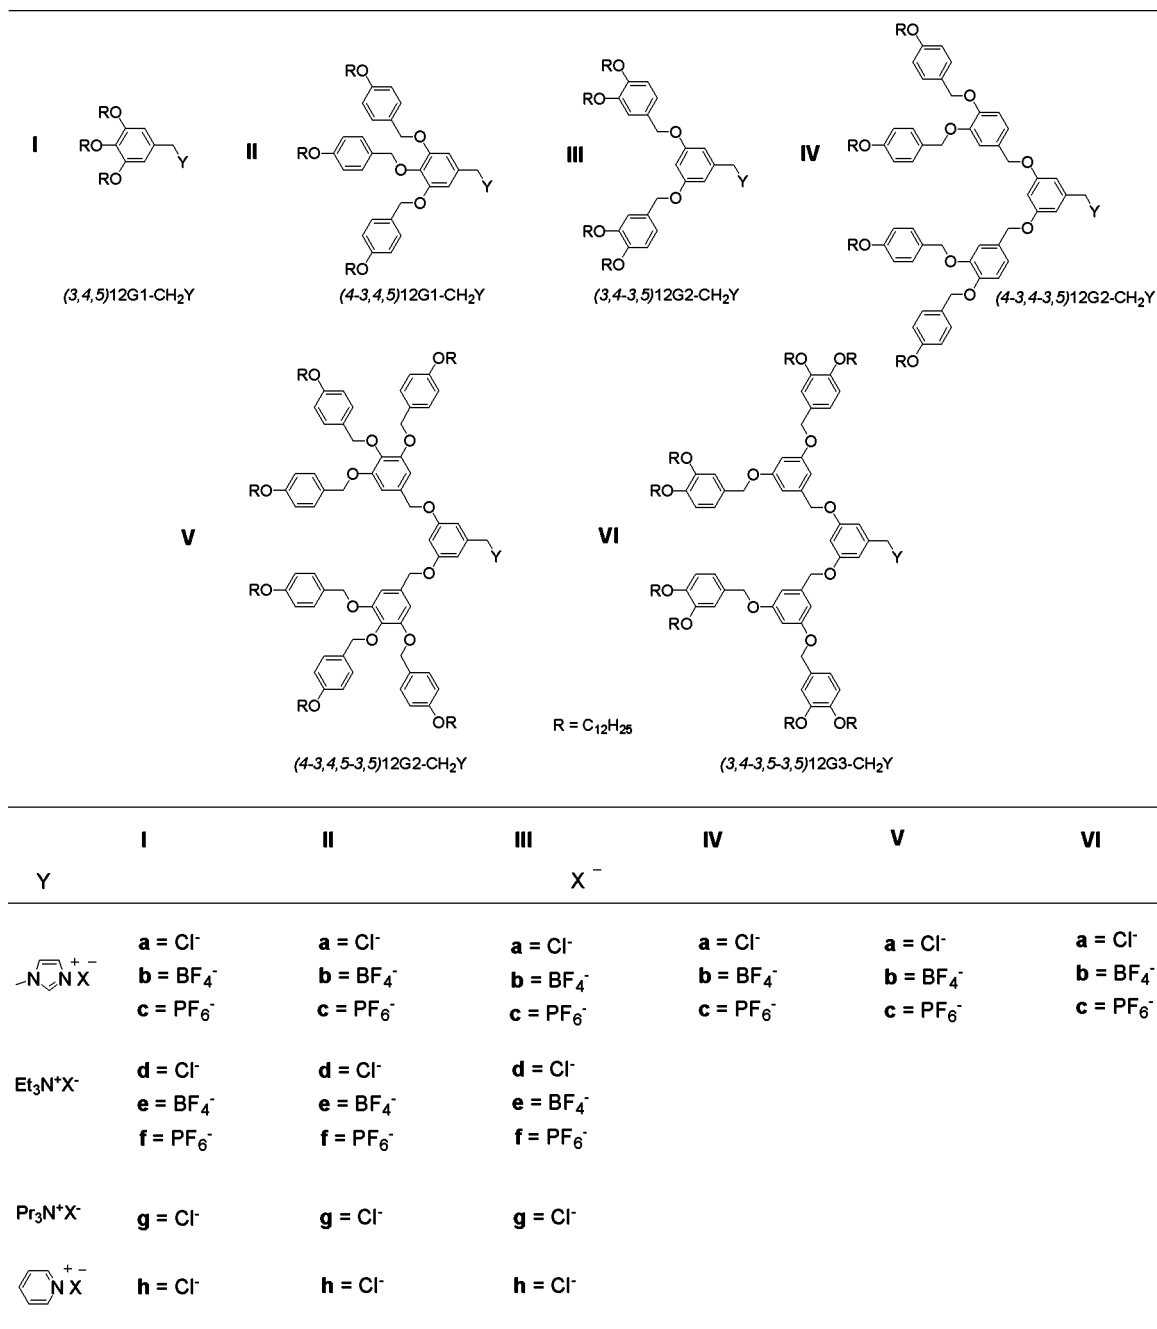 I
RO
RO
RO
Y
(3,4,5)12G1-CH₂Y
II
RO
RO
RO
O
O
O
Y
(4-3,4,5)12G1-CH₂Y
III
RO
RO
RO
RO
O
O
Y
(3,4-3,5)12G2-CH₂Y
IV
RO
RO
RO
RO
O
O
O
O
O
O
Y
(4-3,4-3,5)12G2-CH₂Y
V
RO
OR
RO
RO
RO
OR
O
O
O
O
O
O
O
O
Y
(4-3,4,5-3,5)12G2-CH₂Y
R = C₁₂H₂₅
VI
RO
OR
RO
RO
RO
RO
RO
OR
O
O
O
O
O
O
Y
(3,4-3,5-3,5)12G3-CH₂Y
I II III IV V VI
Y X⁻
N N⁺ X⁻
a = Cl⁻ a = Cl⁻ a = Cl⁻ a = Cl⁻ a = Cl⁻ a = Cl⁻
b = BF₄⁻ b = BF₄⁻ b = BF₄⁻ b = BF₄⁻ b = BF₄⁻ b = BF₄⁻
c = PF₆⁻ c = PF₆⁻ c = PF₆⁻ c = PF₆⁻ c = PF₆⁻ c = PF₆⁻
Et₃N⁺X⁻
d = Cl⁻ d = Cl⁻ d = Cl⁻
e = BF₄⁻ e = BF₄⁻ e = BF₄⁻
f = PF₆⁻ f = PF₆⁻ f = PF₆⁻
Pr₃N⁺X⁻ g = Cl⁻ g = Cl⁻ g = Cl⁻
N⁺ X⁻ h = Cl⁻ h = Cl⁻ h = Cl⁻